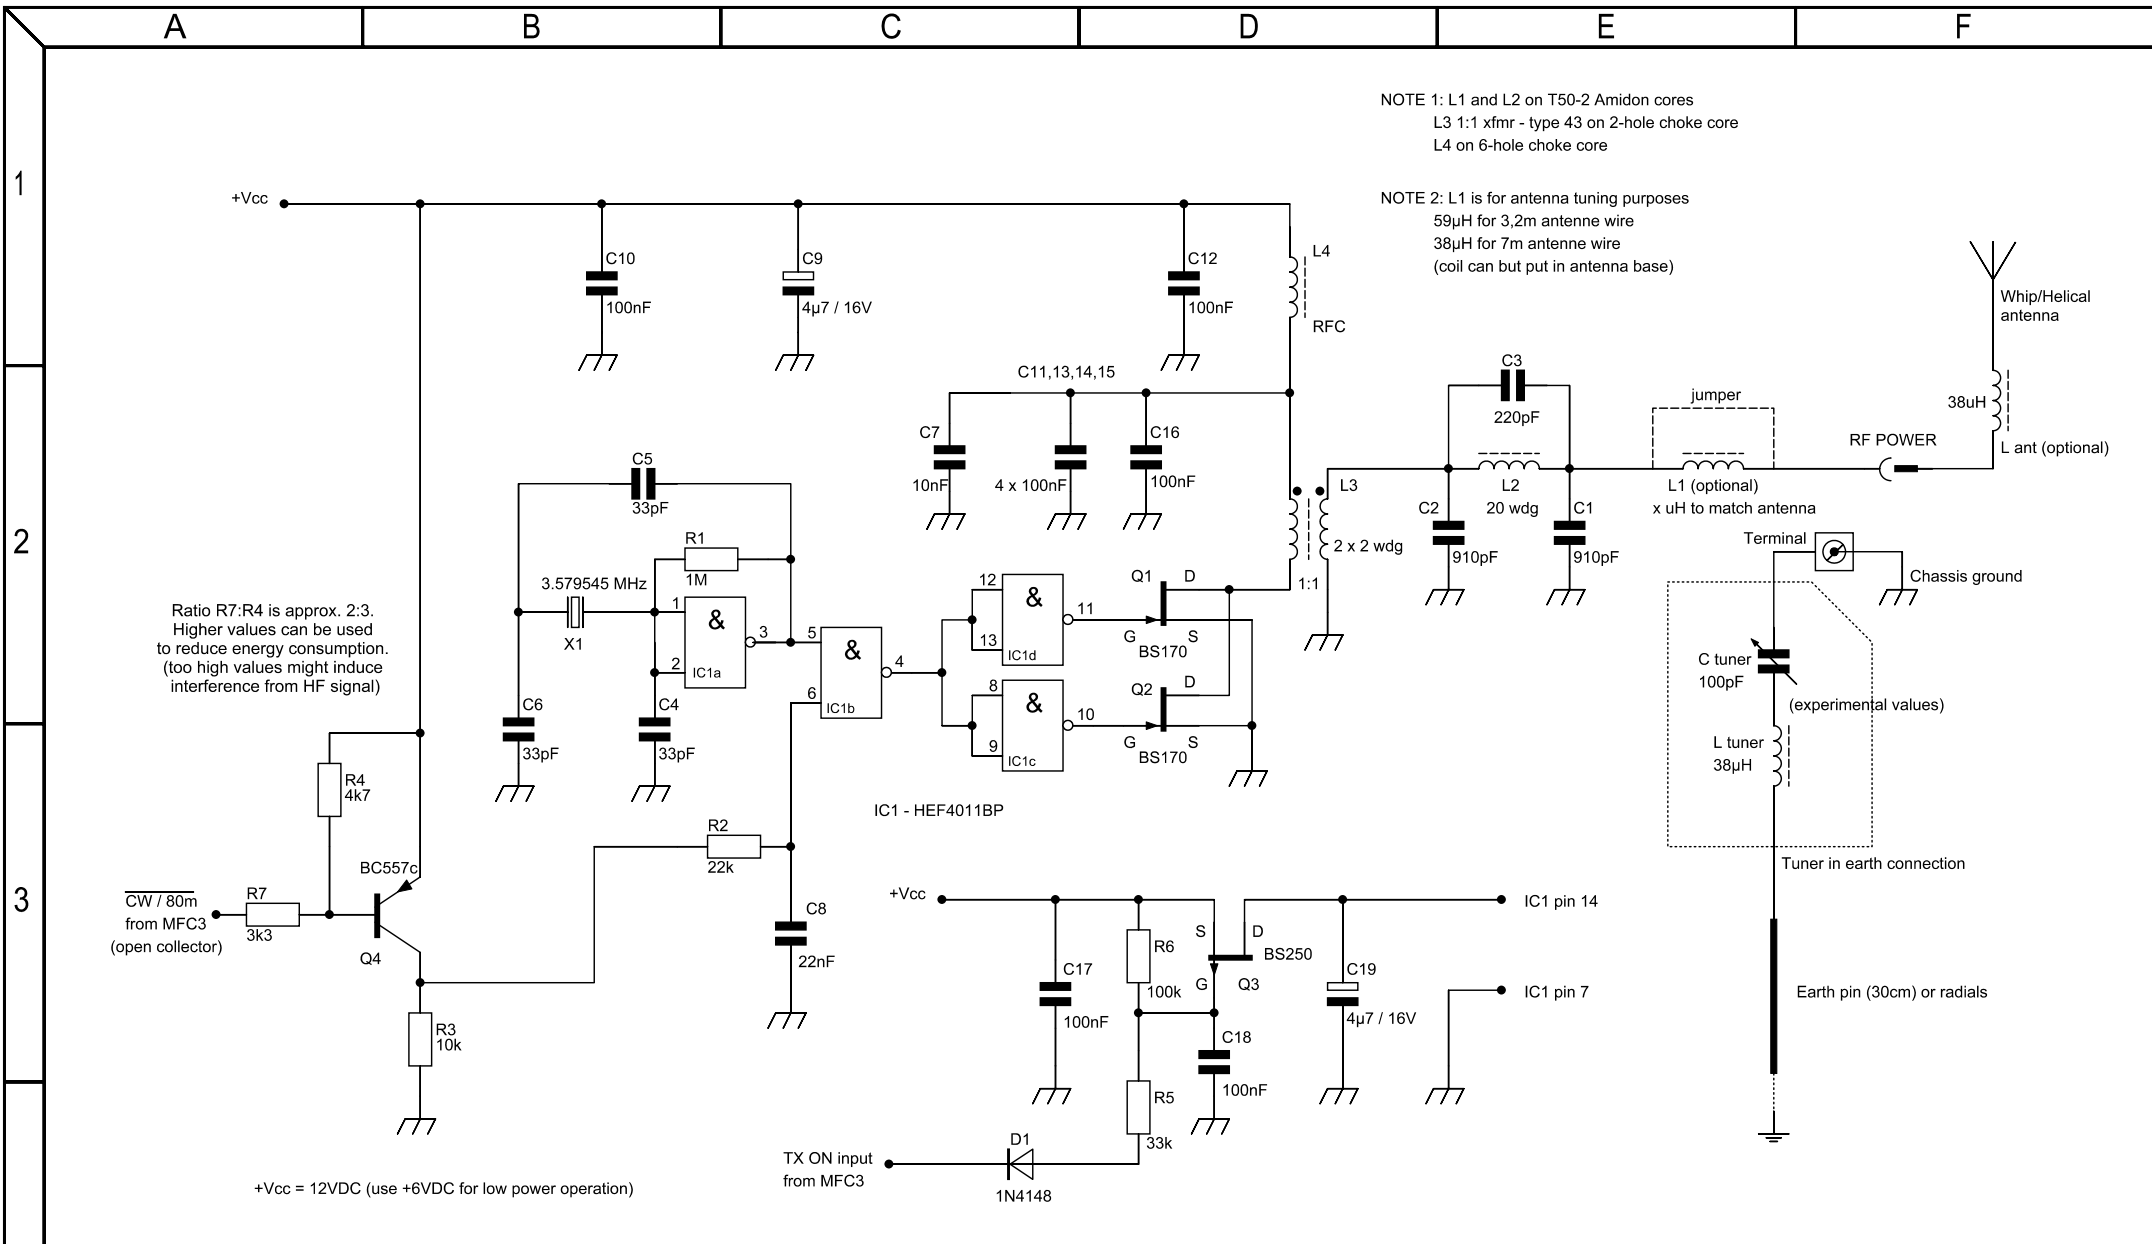 A
B
C
D
E
F
1
2
3
NOTE 1: L1 and L2 on T50-2 Amidon cores
L3 1:1 xfmr - type 43 on 2-hole choke core
L4 on 6-hole choke core
NOTE 2: L1 is for antenna tuning purposes
59µH for 3,2m antenne wire
38µH for 7m antenne wire
(coil can but put in antenna base)
+Vcc
C10
100nF
C9
4µ7 / 16V
C12
100nF
L4
RFC
Whip/Helical
antenna
38uH
L ant (optional)
C11,13,14,15
C7
10nF
4 x 100nF
C16
100nF
C3
220pF
jumper
RF POWER
L3
2 x 2 wdg
1:1
L2
20 wdg
C2
910pF
C1
910pF
L1 (optional)
x uH to match antenna
Terminal
Chassis ground
C5
33pF
R1
1M
3.579545 MHz
X1
1
2
&
3
IC1a
C6
33pF
C4
33pF
5
6
&
4
IC1b
12
13
&
11
IC1d
8
9
&
10
IC1c
Q1
D
G
S
BS170
Q2
D
G
S
BS170
IC1 - HEF4011BP
C tuner
100pF
(experimental values)
L tuner
38µH
Tuner in earth connection
Earth pin (30cm) or radials
Ratio R7:R4 is approx. 2:3.
Higher values can be used
to reduce energy consumption.
(too high values might induce
interference from HF signal)
R4
4k7
BC557c
CW / 80m
from MFC3
(open collector)
R7
3k3
Q4
R3
10k
R2
22k
C8
22nF
+Vcc
C17
100nF
R6
100k
S
D
BS250
G
Q3
C18
100nF
C19
4µ7 / 16V
IC1 pin 14
IC1 pin 7
R5
33k
D1
1N4148
TX ON input
from MFC3
+Vcc = 12VDC (use +6VDC for low power operation)